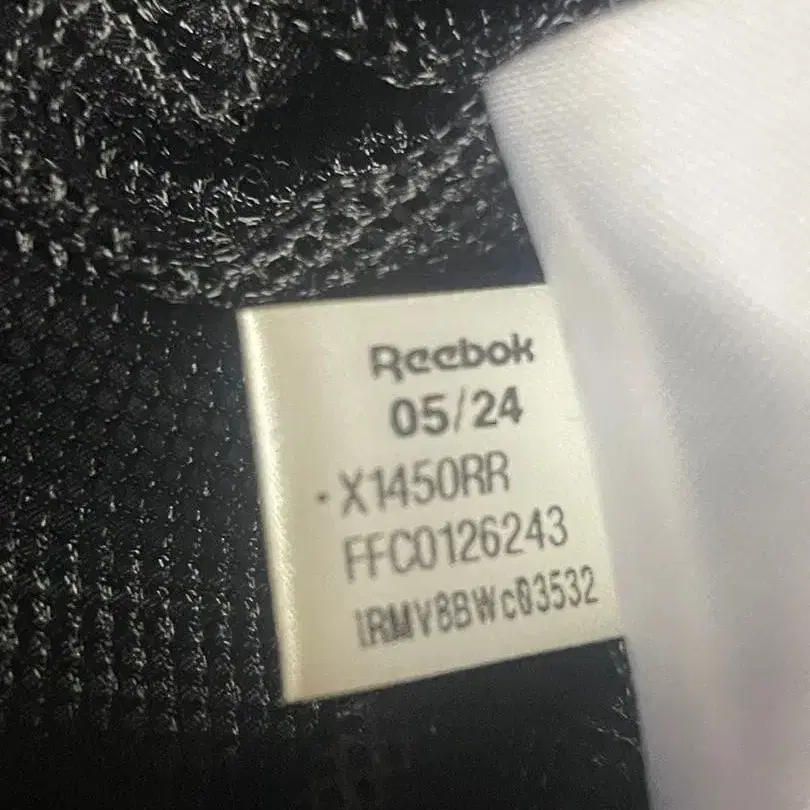 Reebok
05/24
·X1450RR
FFC0126243
IRMV8BWc03532